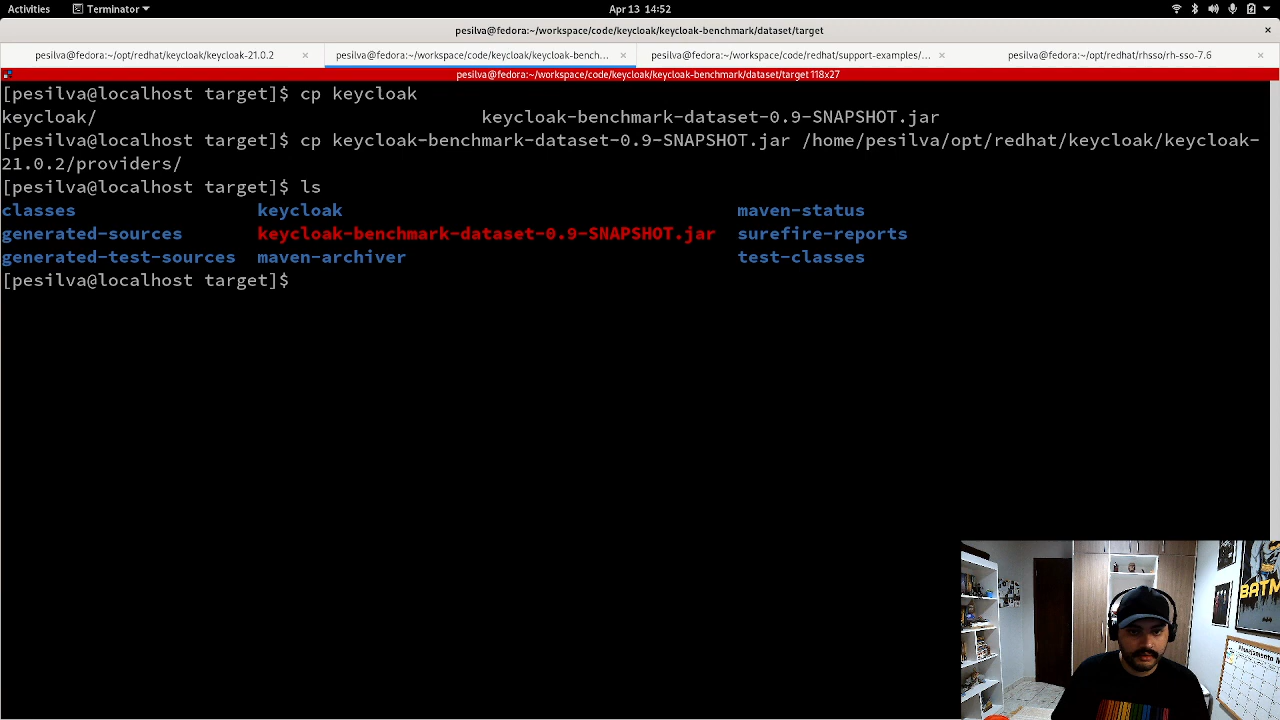 Activities
Terminator
Apr 13 14:52
pesilva@fedora:~/workspace/code/keycloak/keycloak-benchmark/dataset/target
pesilva@fedora:~/opt/redhat/keycloak/keycloak-21.0.2
pesilva@fedora:~/workspace/code/keycloak/keycloak-bench...
pesilva@fedora:~/workspace/code/redhat/support-examples/...
pesilva@fedora:~/opt/redhat/rhsso/rh-sso-7.6
pesilva@fedora:~/workspace/code/keycloak/keycloak-benchmark/dataset/target 118x27
[pesilva@localhost target]$ cp keycloak
keycloak/ keycloak-benchmark-dataset-0.9-SNAPSHOT.jar
[pesilva@localhost target]$ cp keycloak-benchmark-dataset-0.9-SNAPSHOT.jar /home/pesilva/opt/redhat/keycloak/keycloak-
21.0.2/providers/
[pesilva@localhost target]$ ls
classes keycloak maven-status
generated-sources keycloak-benchmark-dataset-0.9-SNAPSHOT.jar surefire-reports
generated-test-sources maven-archiver test-classes
[pesilva@localhost target]$